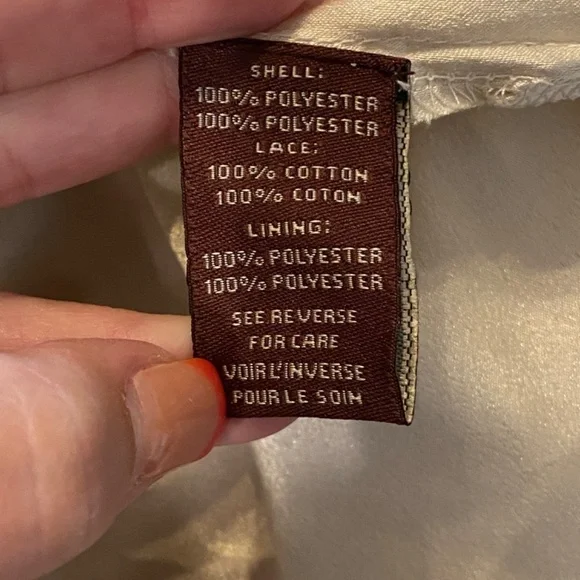 SHELL:
100% POLYESTER
100% POLYESTER
LACE:
100% COTTON
100% COTON
LINING:
100% POLYESTER
100% POLYESTER
SEE REVERSE
FOR CARE
VOIR L'INVERSE
POUR LE SOIN